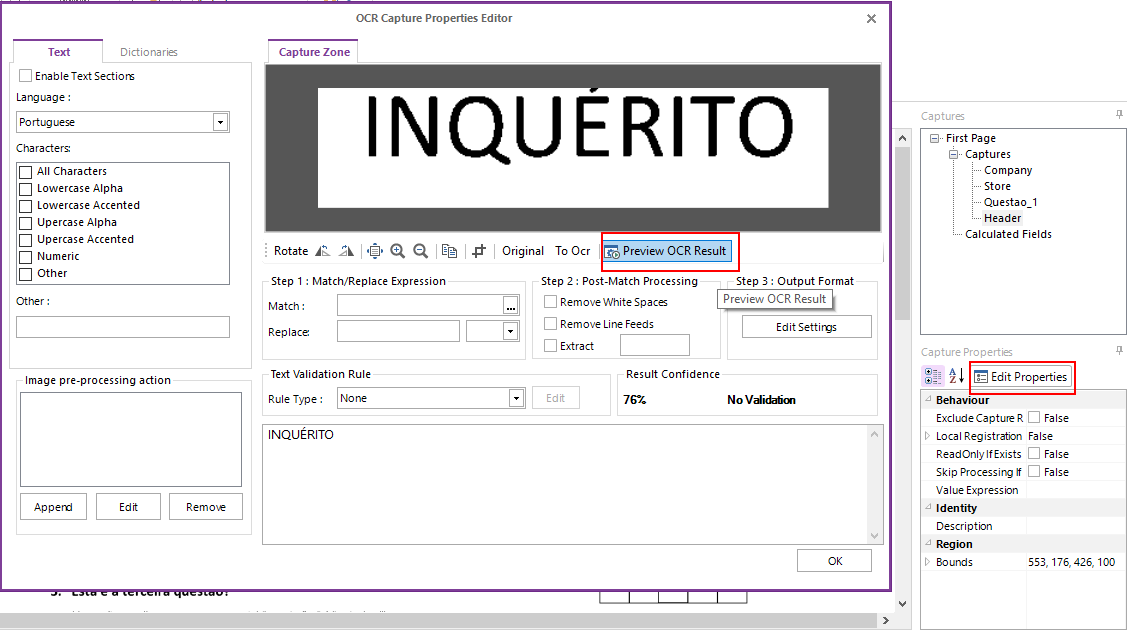 OCR Capture Properties Editor
Text
Dictionaries
Enable Text Sections
Language :
Portuguese
Characters:
All Characters
Lowercase Alpha
Lowercase Accented
Upercase Alpha
Upercase Accented
Numeric
Other
Other :
Image pre-processing action
Append
Edit
Remove
Capture Zone
INQUÉRITO
Rotate
Original
To Ocr
Preview OCR Result
Step 1 : Match/Replace Expression
Match :
...
Replace:
Step 2 : Post-Match Processing
Remove White Spaces
Remove Line Feeds
Extract
Step 3 : Output Format
Preview OCR Result
Edit Settings
Text Validation Rule
Rule Type :
None
Edit
Result Confidence
76%
No Validation
INQUÉRITO
OK
Captures
First Page
Captures
Company
Store
Questao_1
Header
Calculated Fields
Capture Properties
Edit Properties
Behaviour
Exclude Capture R
False
Local Registration
False
ReadOnly If Exists
False
Skip Processing If
False
Value Expression
Identity
Description
Region
Bounds
553, 176, 426, 100
3. Esta é a terceira questão?